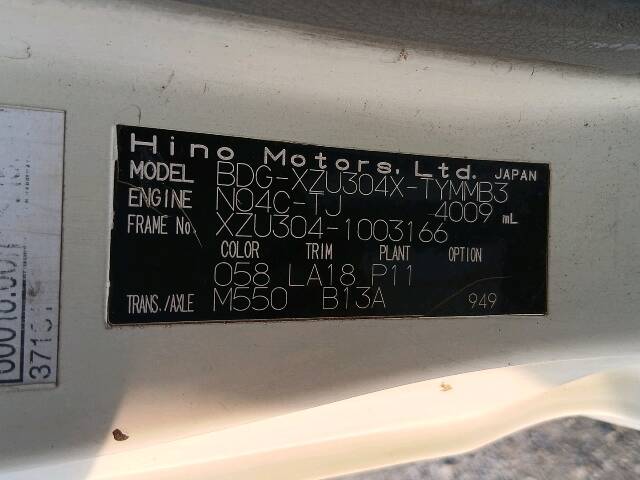 Hino Motors, Ltd. JAPAN
MODEL BDG-XZU304X-TYMMB3
ENGINE N04C-TJ 4009 mL
FRAME No XZU304-1003166
COLOR TRIM PLANT OPTION
058 LA18 P11
TRANS./AXLE M550 B13A 949